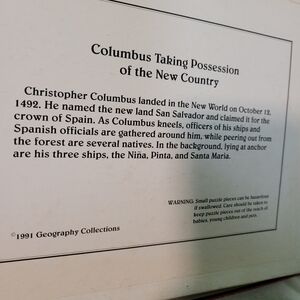 Columbus Taking Possession
of the New Country
Christopher Columbus landed in the New World on October 12,
1492. He named the new land San Salvador and claimed it for the
crown of Spain. As Columbus kneels, officers of his ships and
Spanish officials are gathered around him, while peering out from
the forest are several natives. In the background, lying at anchor
are his three ships, the Niña, Pinta, and Santa Maria.
WARNING: Small puzzle pieces can be hazardous
if swallowed. Care should be taken to
keep puzzle pieces out of the reach of
babies, young children and pets.
©1991 Geography Collections